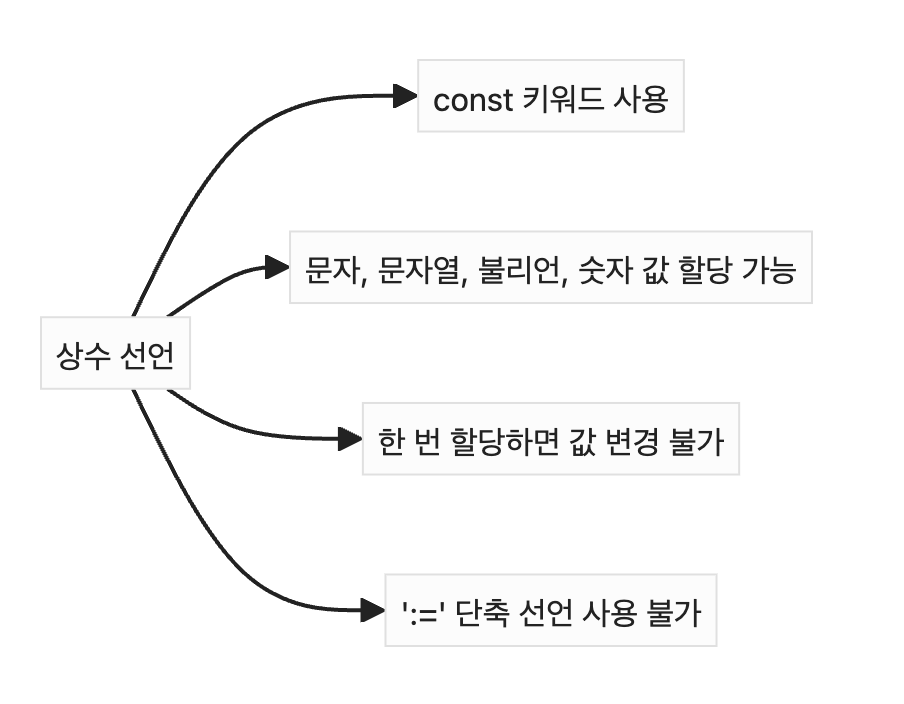 const 키워드 사용
문자, 문자열, 불리언, 숫자 값 할당 가능
상수 선언
한 번 할당하면 값 변경 불가
':=' 단축 선언 사용 불가